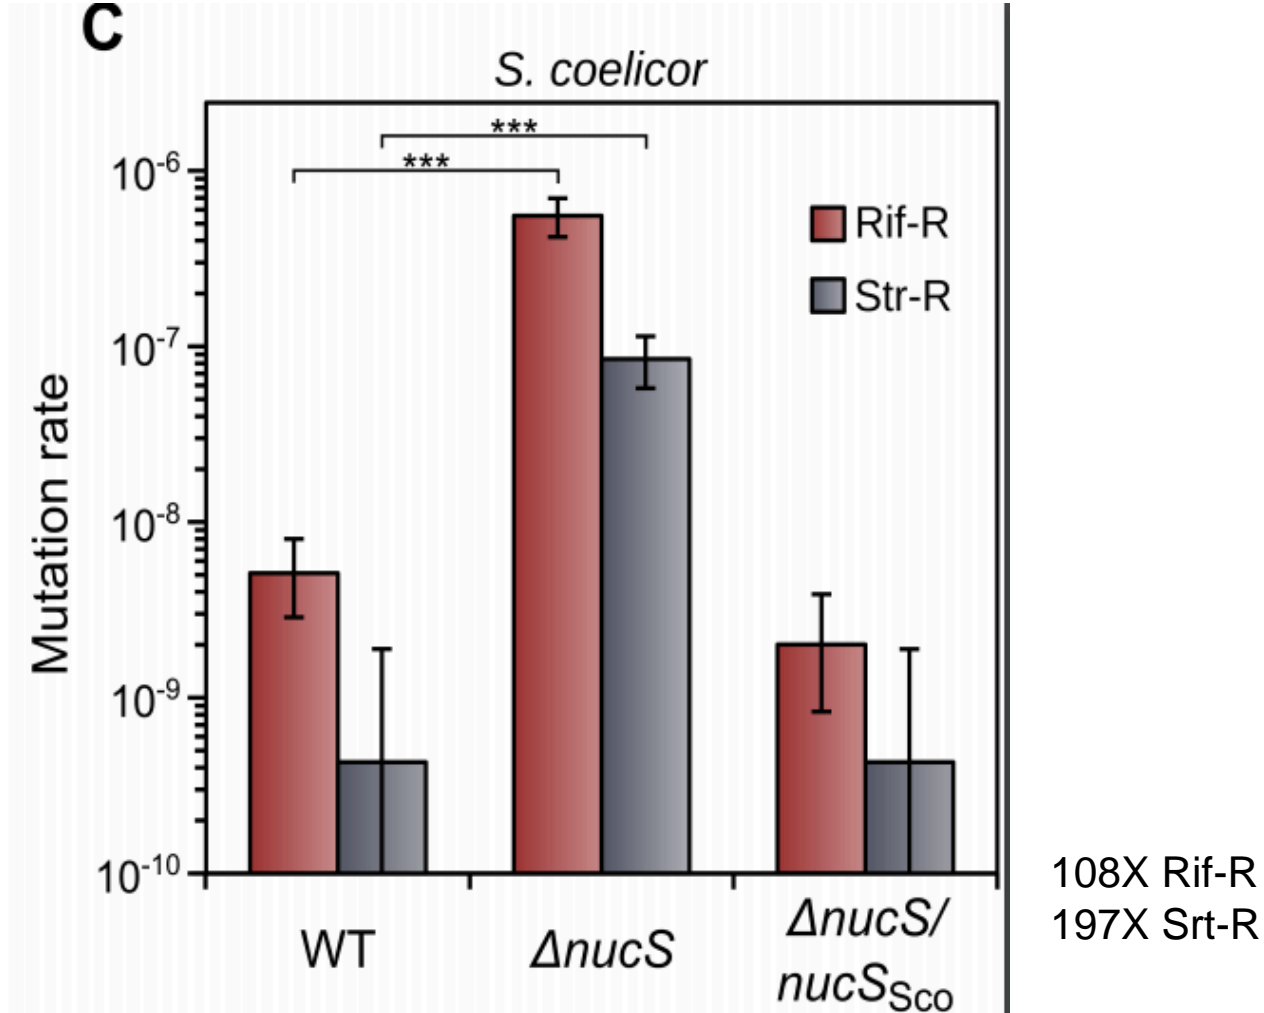 C
S. coelicor
***
***
10-6
10-7
10-8
10-9
10-10
Mutation rate
Rif-R
Str-R
WT
ΔnucS
ΔnucS/
nucSSco
108X Rif-R
197X Srt-R